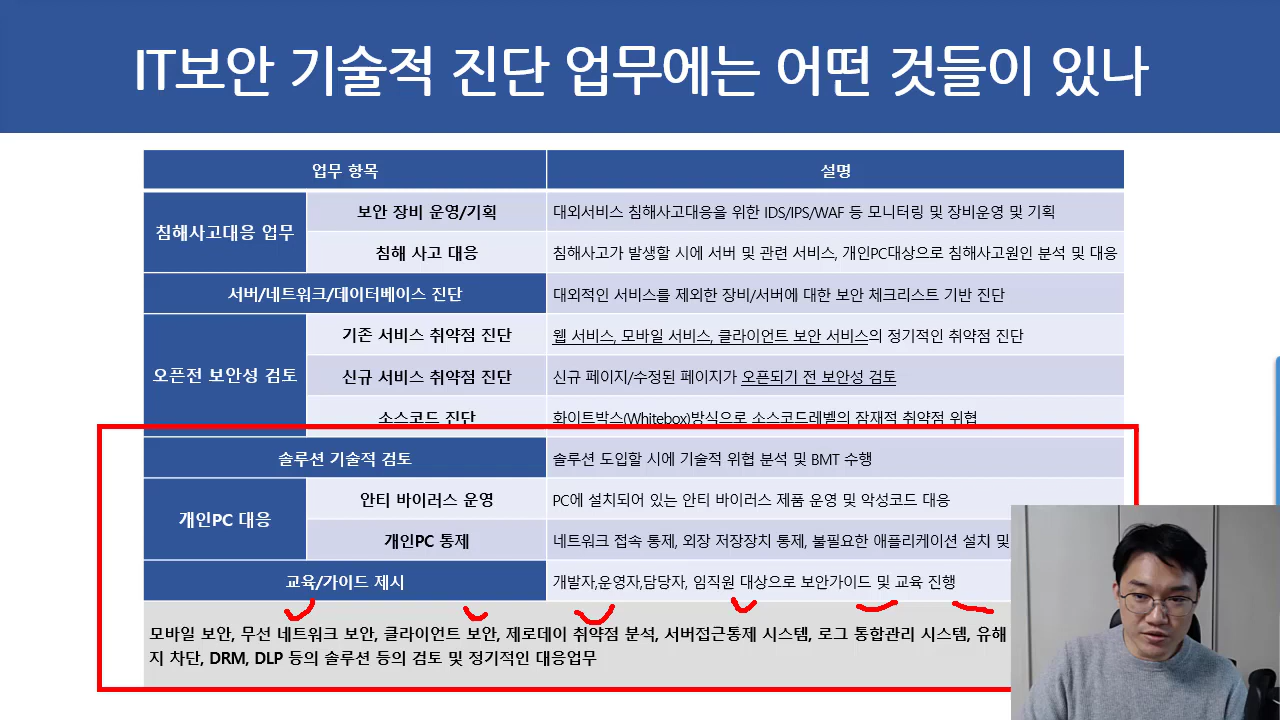 IT보안 기술적 진단 업무에는 어떤 것들이 있나
업무 항목 설명
침해사고대응 업무
보안 장비 운영/기획 대외서비스 침해사고대응을 위한 IDS/IPS/WAF 등 모니터링 및 장비운영 및 기획
침해 사고 대응 침해사고가 발생할 시에 서버 및 관련 서비스, 개인PC대상으로 침해사고원인 분석 및 대응
서버/네트워크/데이터베이스 진단 대외적인 서비스를 제외한 장비/서버에 대한 보안 체크리스트 기반 진단
오픈전 보안성 검토
기존 서비스 취약점 진단 웹 서비스, 모바일 서비스, 클라이언트 보안 서비스의 정기적인 취약점 진단
신규 서비스 취약점 진단 신규 페이지/수정된 페이지가 오픈되기 전 보안성 검토
소스코드 진단 화이트박스(Whitebox)방식으로 소스코드레벨의 잠재적 취약점 위협
솔루션 기술적 검토 솔루션 도입할 시에 기술적 위협 분석 및 BMT 수행
개인PC 대응
안티 바이러스 운영 PC에 설치되어 있는 안티 바이러스 제품 운영 및 악성코드 대응
개인PC 통제 네트워크 접속 통제, 외장 저장장치 통제, 불필요한 애플리케이션 설치 및
교육/가이드 제시 개발자,운영자,담당자, 임직원 대상으로 보안가이드 및 교육 진행
모바일 보안, 무선 네트워크 보안, 클라이언트 보안, 제로데이 취약점 분석, 서버접근통제 시스템, 로그 통합관리 시스템, 유해
지 차단, DRM, DLP 등의 솔루션 등의 검토 및 정기적인 대응업무